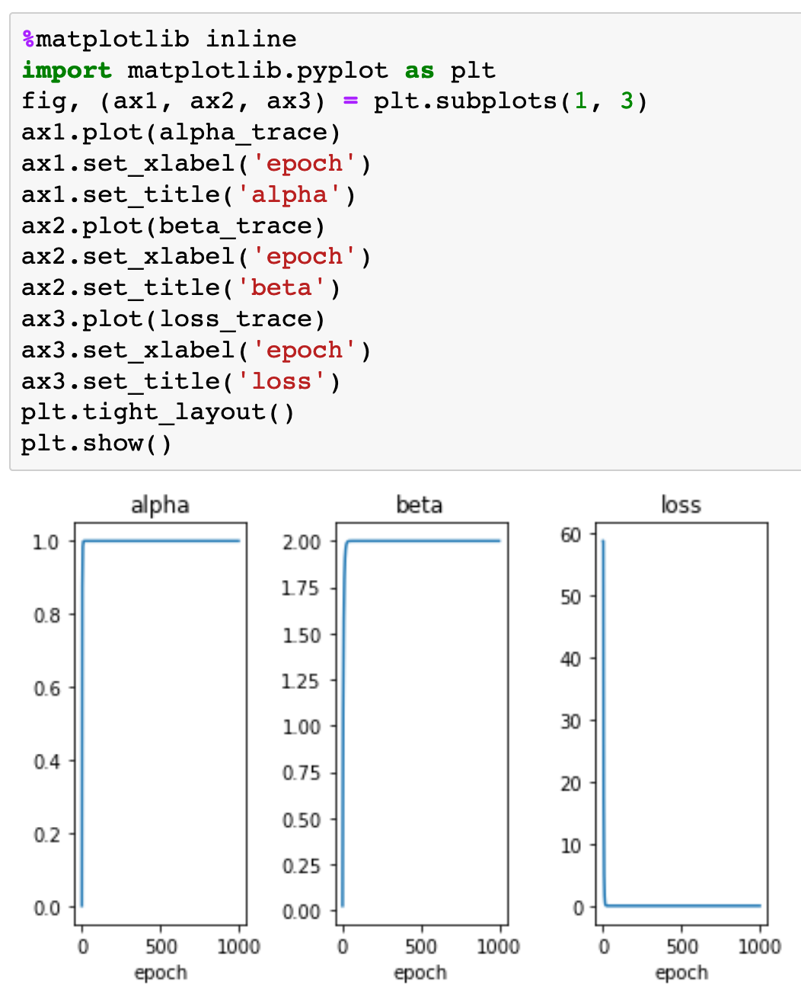 %matplotlib inline
import matplotlib.pyplot as plt
fig, (ax1, ax2, ax3) = plt.subplots(1, 3)
ax1.plot(alpha_trace)
ax1.set_xlabel('epoch')
ax1.set_title('alpha')
ax2.plot(beta_trace)
ax2.set_xlabel('epoch')
ax2.set_title('beta')
ax3.plot(loss_trace)
ax3.set_xlabel('epoch')
ax3.set_title('loss')
plt.tight_layout()
plt.show()
alpha
1.0
0.8
0.6
0.4
0.2
0.0
0 500 1000
epoch
beta
2.00
1.75
1.50
1.25
1.00
0.75
0.50
0.25
0.00
0 500 1000
epoch
loss
60
50
40
30
20
10
0
0 500 1000
epoch